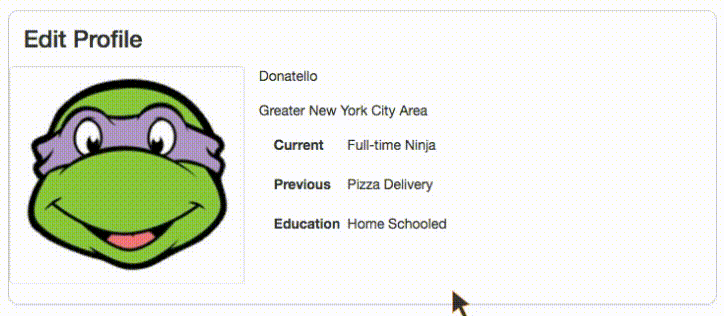 Edit Profile
Donatello
Greater New York City Area
Current Full-time Ninja
Previous Pizza Delivery
Education Home Schooled